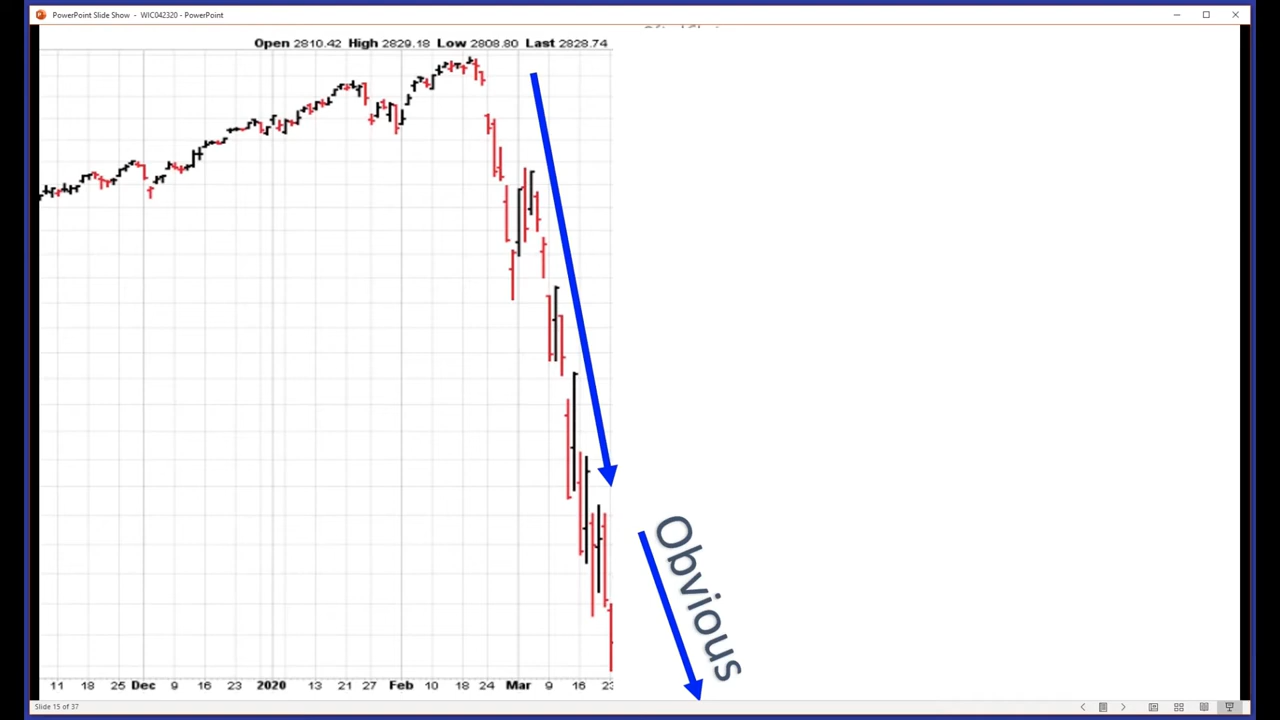 PowerPoint Slide Show - WIC042320 - PowerPoint
Open 2810.42 High 2829.18 Low 2808.80 Last 2828.74
Obvious
11 18 25 Dec 9 16 23 2020 13 21 27 Feb 10 18 24 Mar 9 16
Slide 15 of 37